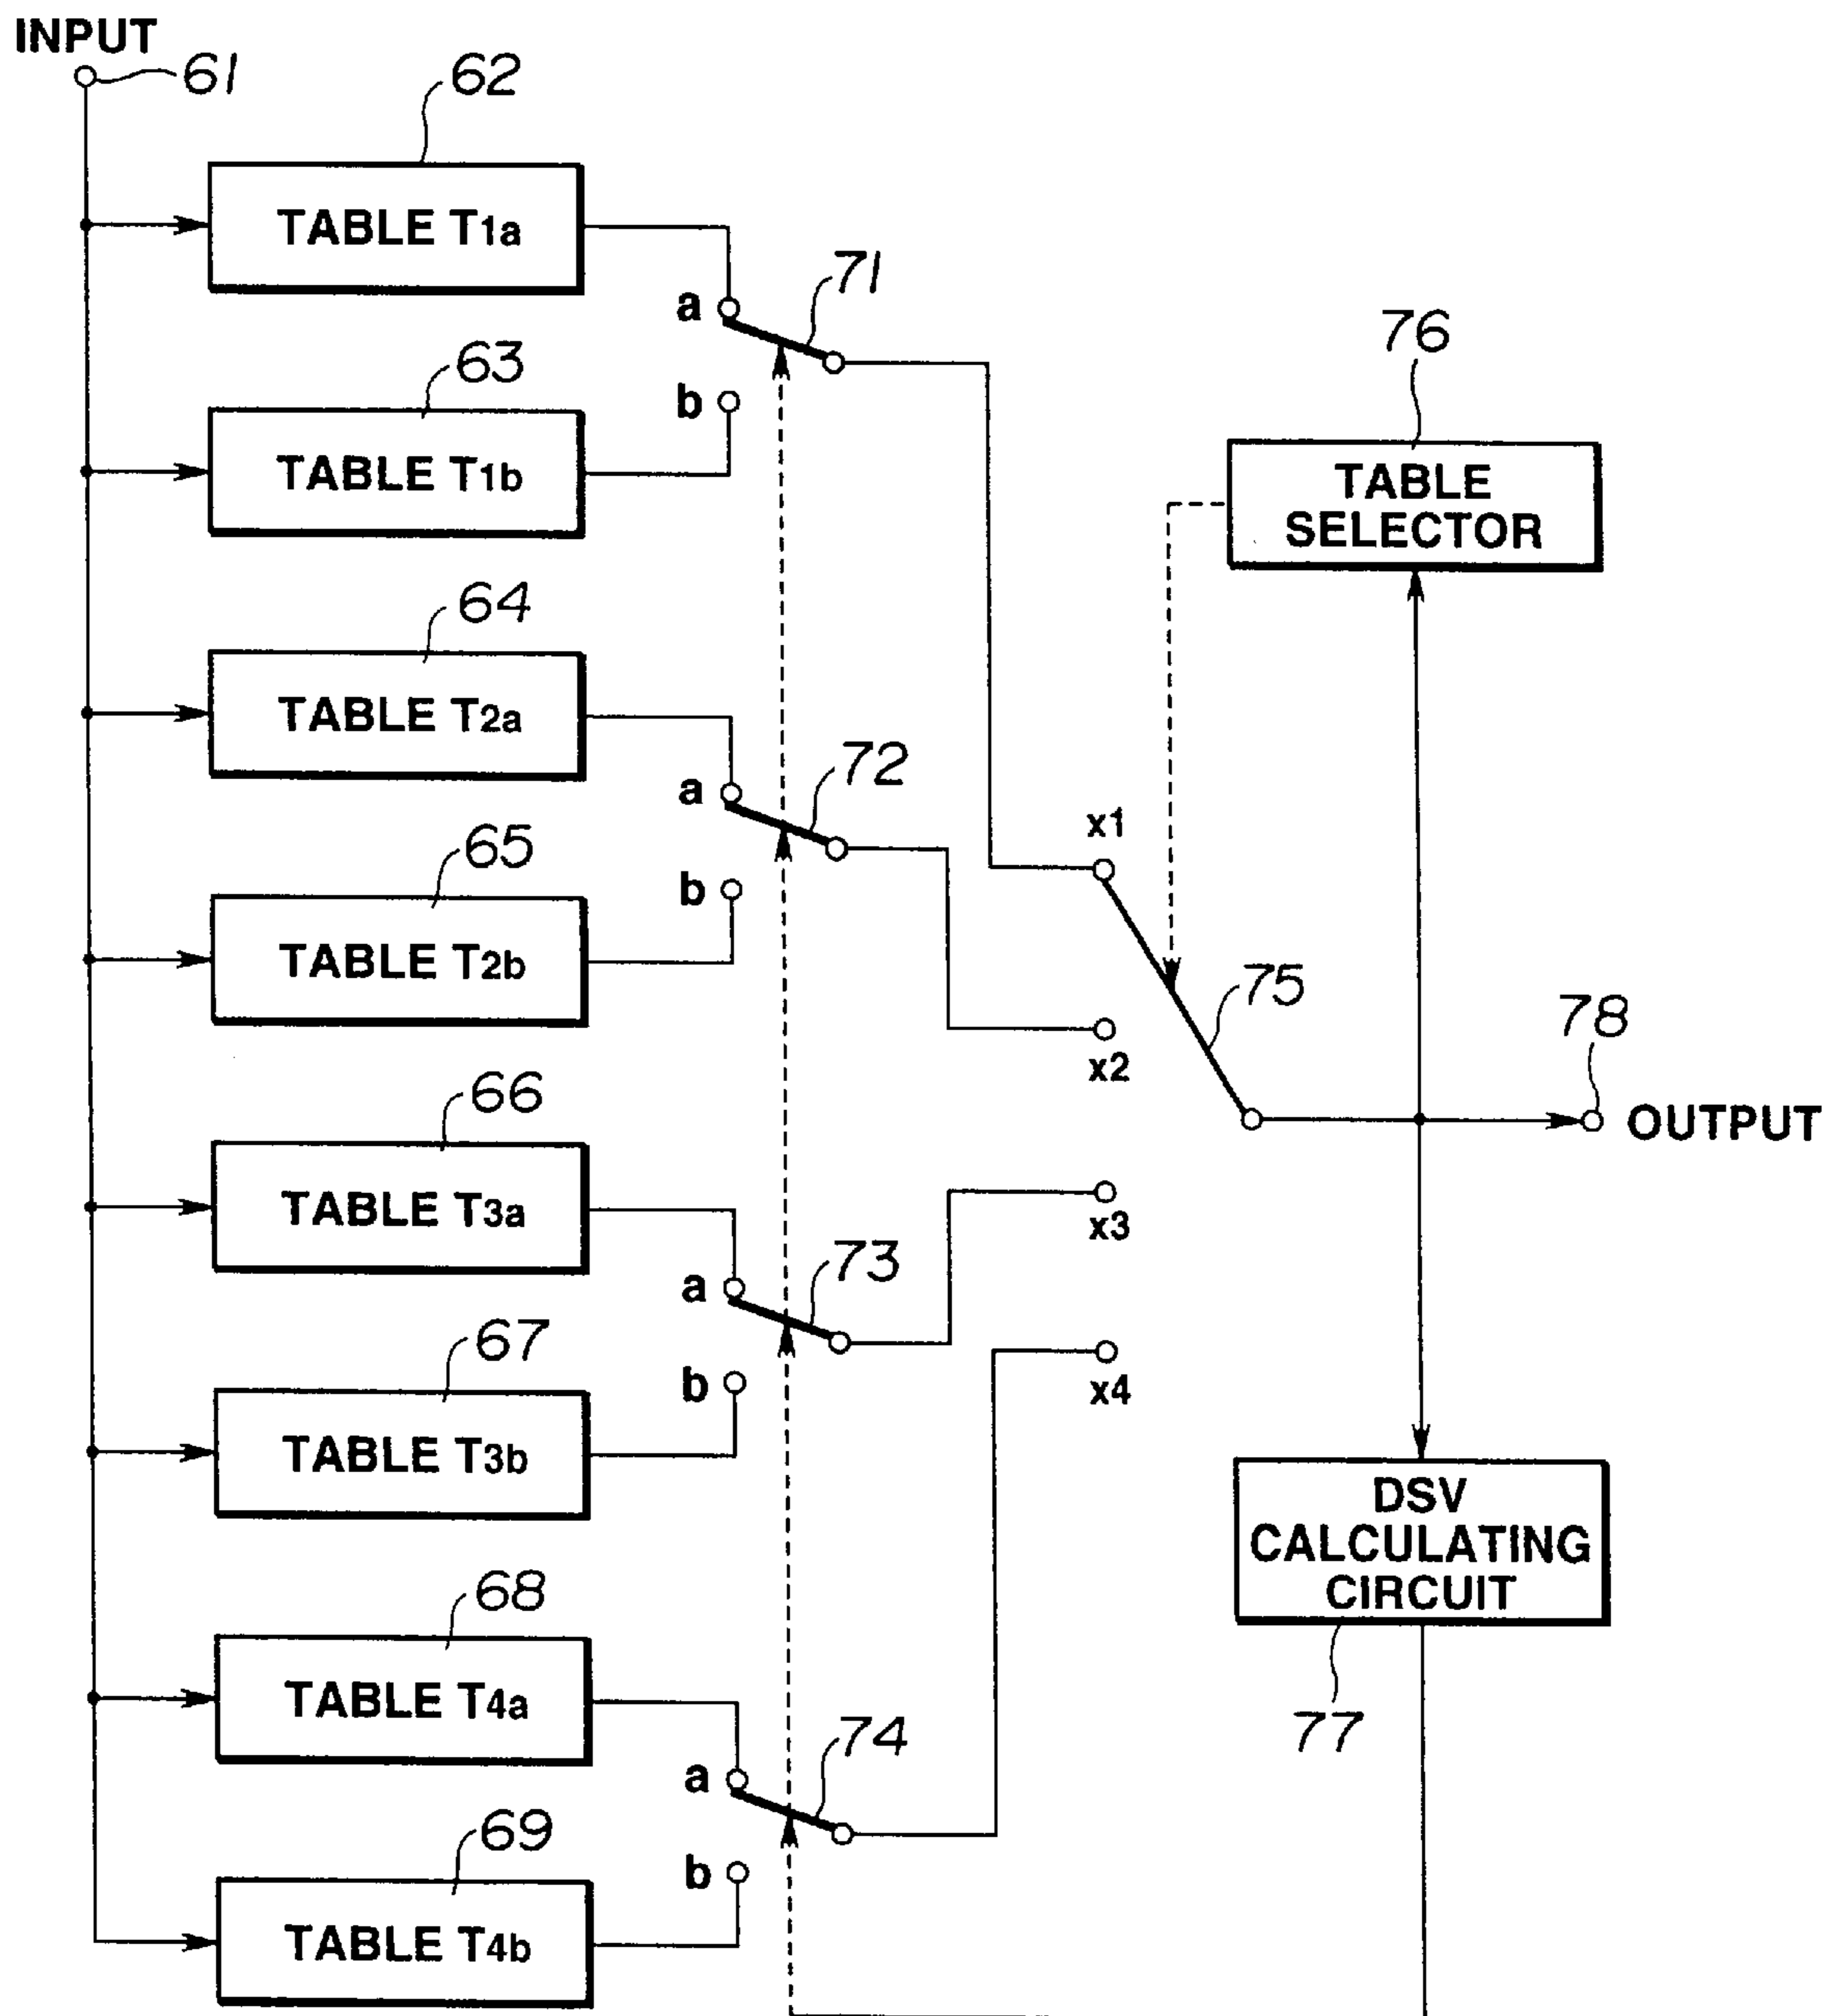 INPUT
61
62
TABLE T1a
a
71
63
b
TABLE T1b
76
TABLE
SELECTOR
64
TABLE T2a
a
72
x1
65
b
TABLE T2b
75
x2
78
OUTPUT
66
TABLE T3a
x3
a
73
67
b
x4
TABLE T3b
DSV
CALCULATING
CIRCUIT
77
68
TABLE T4a
a
74
69
b
TABLE T4b